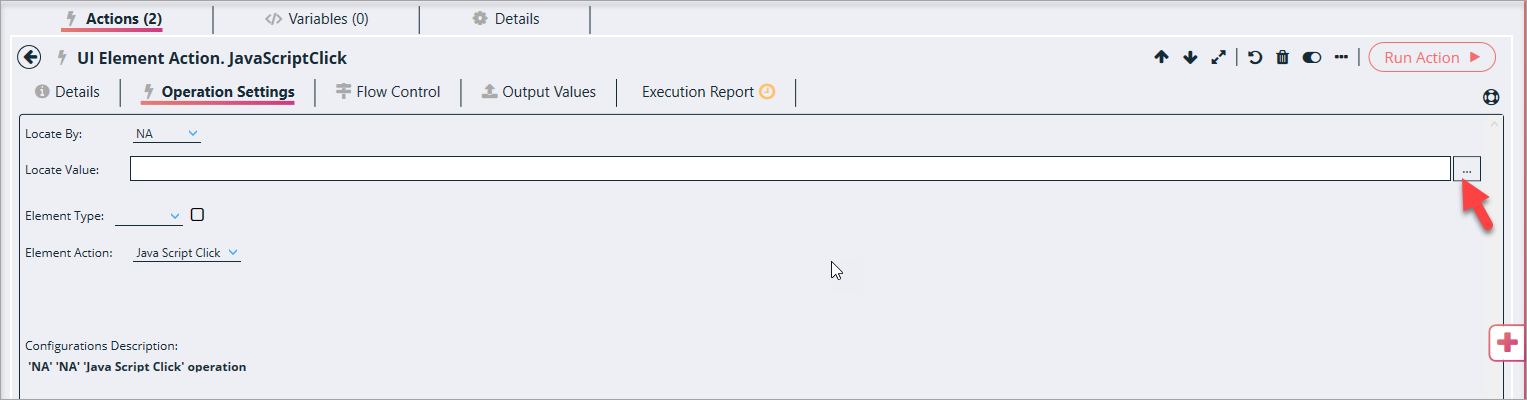 Actions (2) Variables (0) Details
UI Element Action. JavaScriptClick Run Action
Details Operation Settings Flow Control Output Values Execution Report
Locate By: NA
Locate Value: ...
Element Type:
Element Action: Java Script Click
Configurations Description:
'NA' 'NA' 'Java Script Click' operation